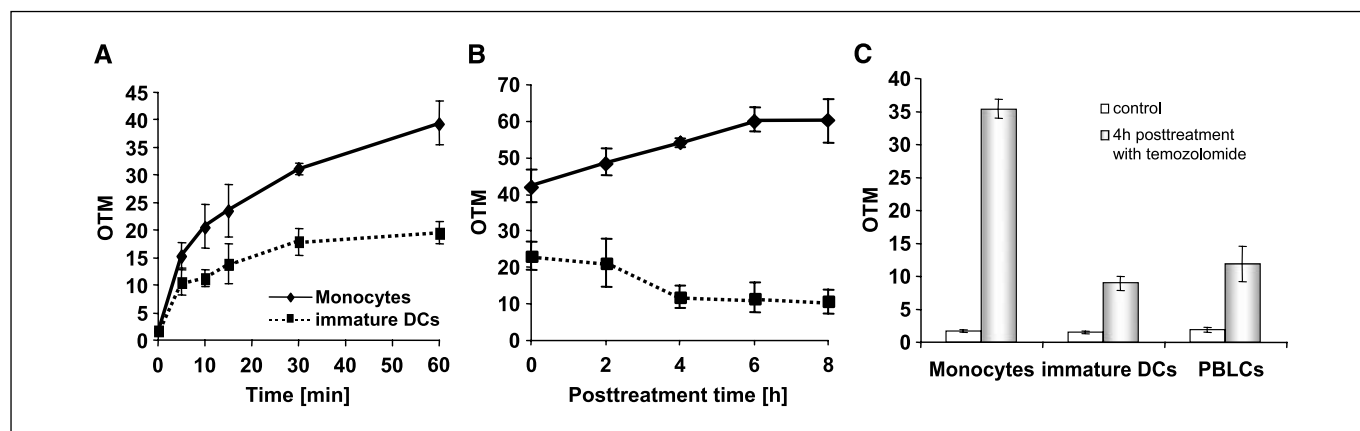 A
45
40
35
30
25
20
15
10
5
0
OTM
0 10 20 30 40 50 60
Time [min]
Monocytes
immature DCs
B
70
60
50
40
30
20
10
0
OTM
0 2 4 6 8
Posttreatment time [h]
C
40
35
30
25
20
15
10
5
0
OTM
control
4h posttreatment
with temozolomide
Monocytes immature DCs PBLCs